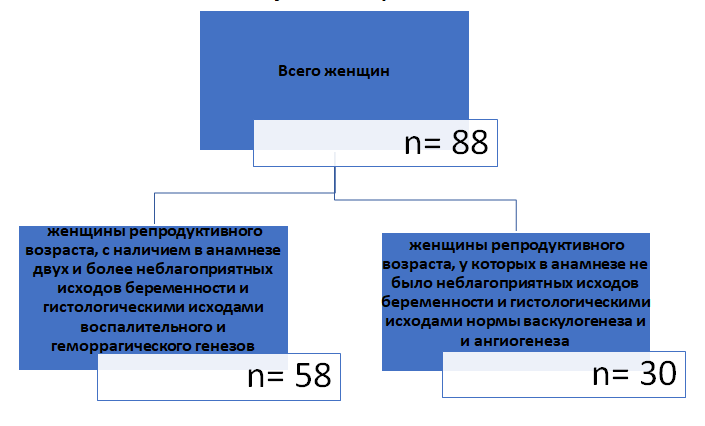 Всего женщин
n= 88
женщины репродуктивного
возраста, с наличием в анамнезе
двух и более неблагоприятных
исходов беременности и
гистологическими исходами
воспалительного и
геморрагического генезов
n= 58
женщины репродуктивного
возраста, у которых в анамнезе не
было неблагоприятных исходов
беременности и гистологическими
исходами нормы васкулогенеза и
и ангиогенеза
n= 30